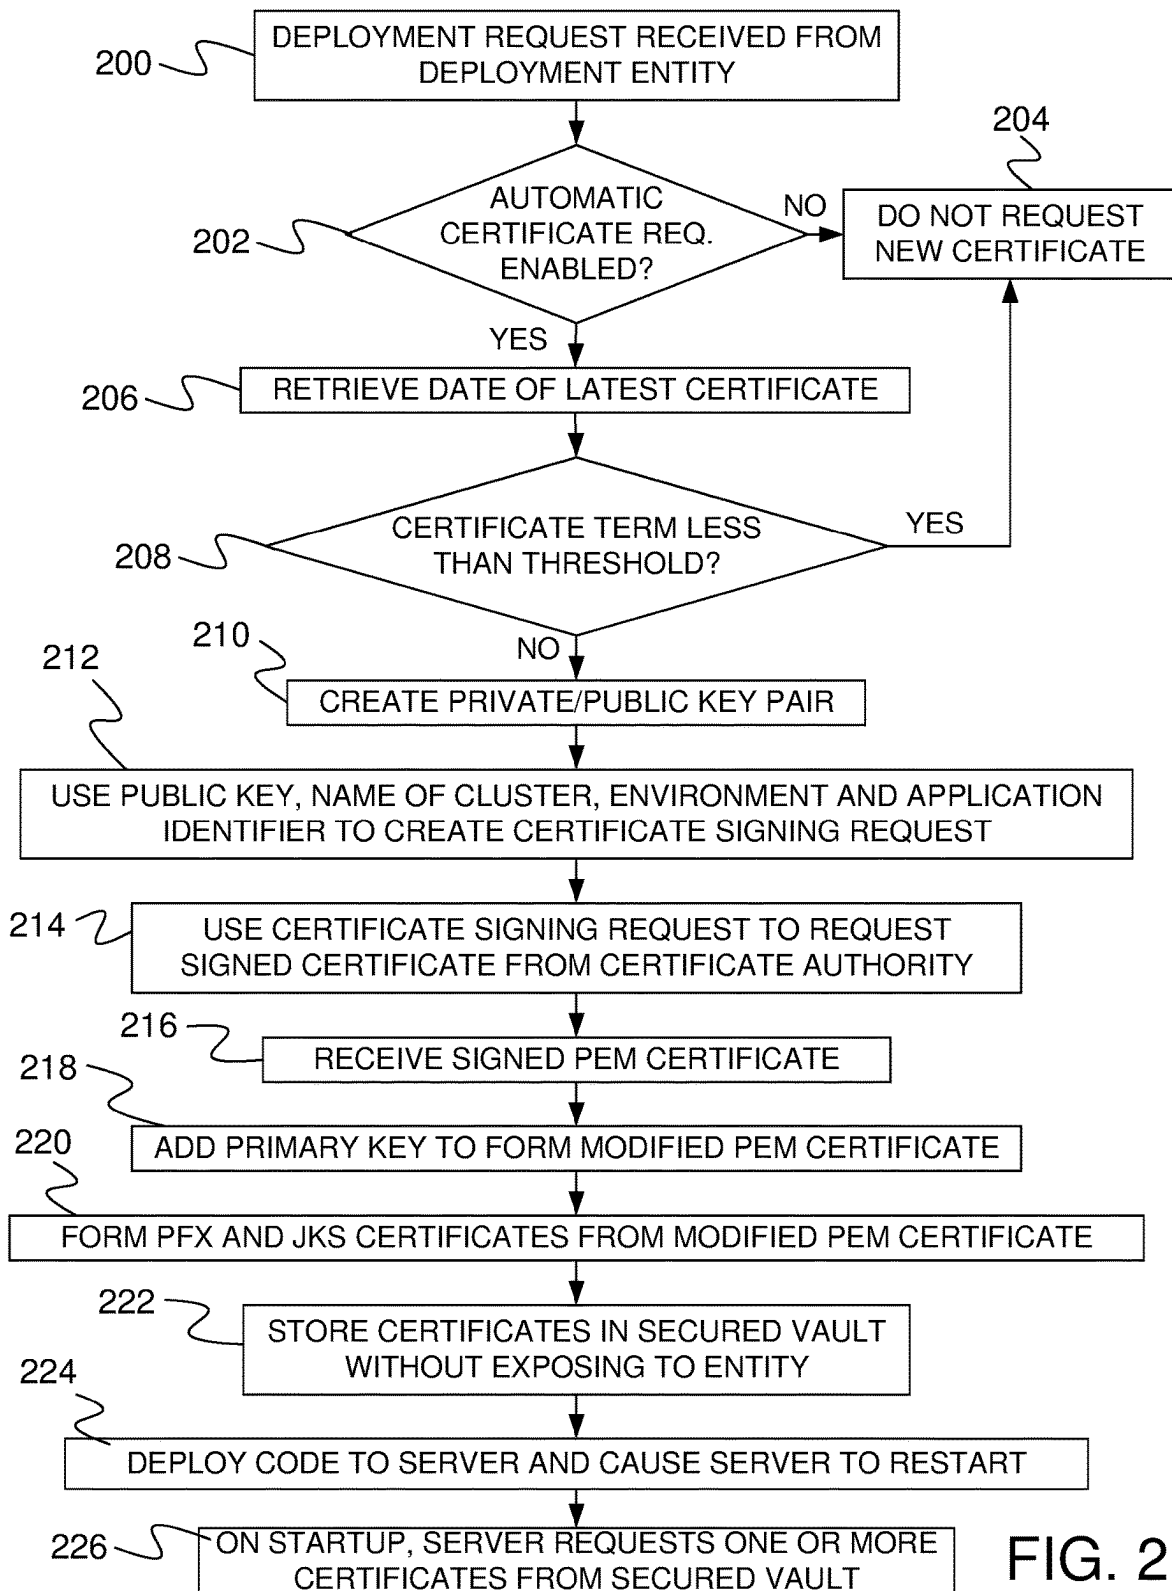 DEPLOYMENT REQUEST RECEIVED FROM
DEPLOYMENT ENTITY
200
204
AUTOMATIC
CERTIFICATE REQ.
ENABLED?
202
NO
DO NOT REQUEST
NEW CERTIFICATE
YES
RETRIEVE DATE OF LATEST CERTIFICATE
206
CERTIFICATE TERM LESS
THAN THRESHOLD?
208
YES
NO
210
CREATE PRIVATE/PUBLIC KEY PAIR
212
USE PUBLIC KEY, NAME OF CLUSTER, ENVIRONMENT AND APPLICATION
IDENTIFIER TO CREATE CERTIFICATE SIGNING REQUEST
214
USE CERTIFICATE SIGNING REQUEST TO REQUEST
SIGNED CERTIFICATE FROM CERTIFICATE AUTHORITY
216
RECEIVE SIGNED PEM CERTIFICATE
218
ADD PRIMARY KEY TO FORM MODIFIED PEM CERTIFICATE
220
FORM PFX AND JKS CERTIFICATES FROM MODIFIED PEM CERTIFICATE
222
STORE CERTIFICATES IN SECURED VAULT
WITHOUT EXPOSING TO ENTITY
224
DEPLOY CODE TO SERVER AND CAUSE SERVER TO RESTART
226
ON STARTUP, SERVER REQUESTS ONE OR MORE
CERTIFICATES FROM SECURED VAULT
FIG. 2